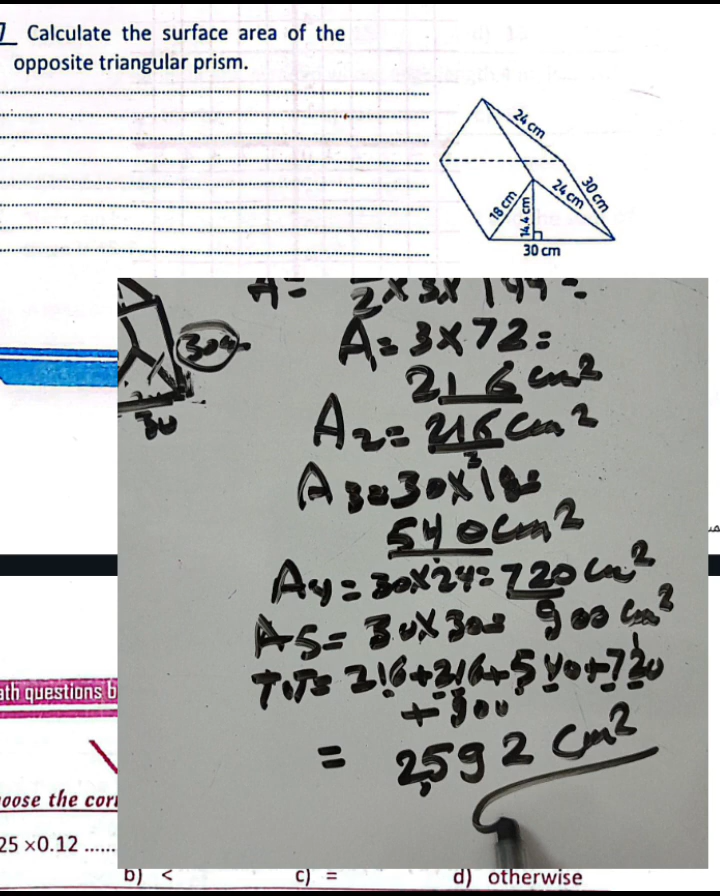 Calculate the surface area of the
opposite triangular prism.
24 cm
30 cm
24 cm
18 cm
14.4 cm
30 cm
A = 1/2 × 3 × 144 =
30
30
A = 3 × 72 =
216 cm²
A2 = 216 cm²
A3 = 30 × 18 =
540 cm²
A4 = 30 × 24 = 720 cm²
A5 = 30 × 30 = 900 cm²
T.T = 216 + 216 + 540 + 720
+ 900
= 2592 cm²
ath questions b
oose the corr
25 ×0.12 ......
b) < c) = d) otherwise